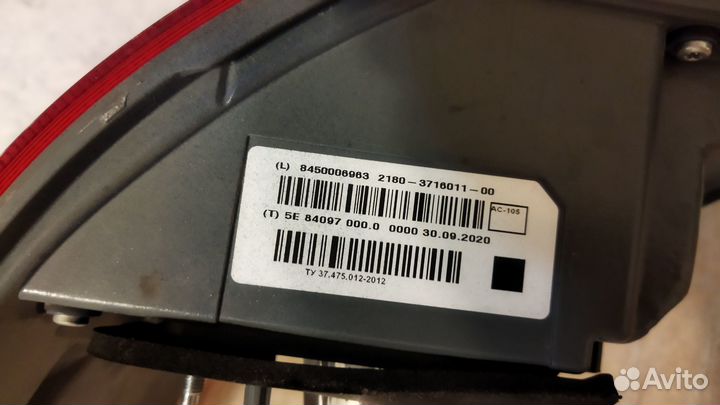 (L) 8450006963 2180-3716011-00
AC-105
(T) 5E 84097 000.0 0000 30.09.2020
ТУ 37.475.012-2012
Avito